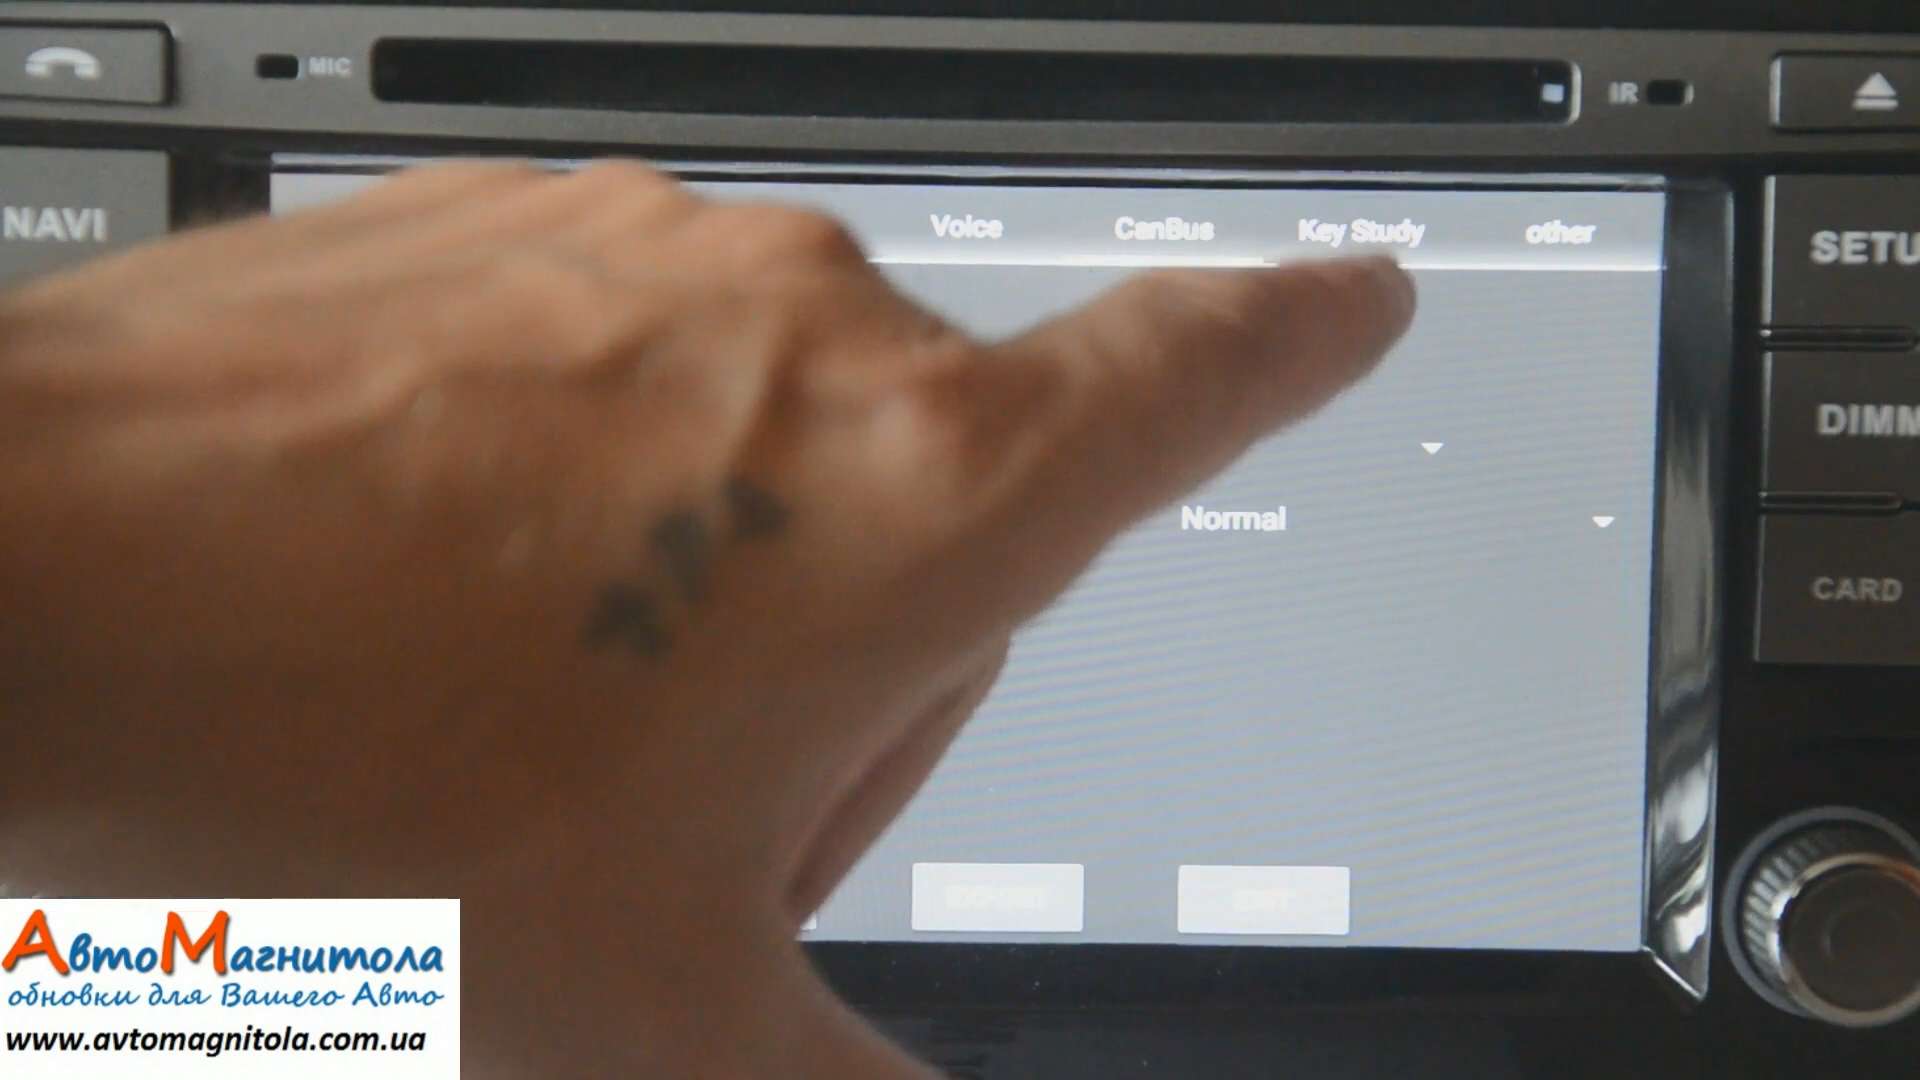 MIC
IR
NAVI
Voice
CanBus
Key Study
other
SETU
DIMM
Normal
CARD
АвтоМагнитола
обновки для Вашего Авто
www.avtomagnitola.com.ua